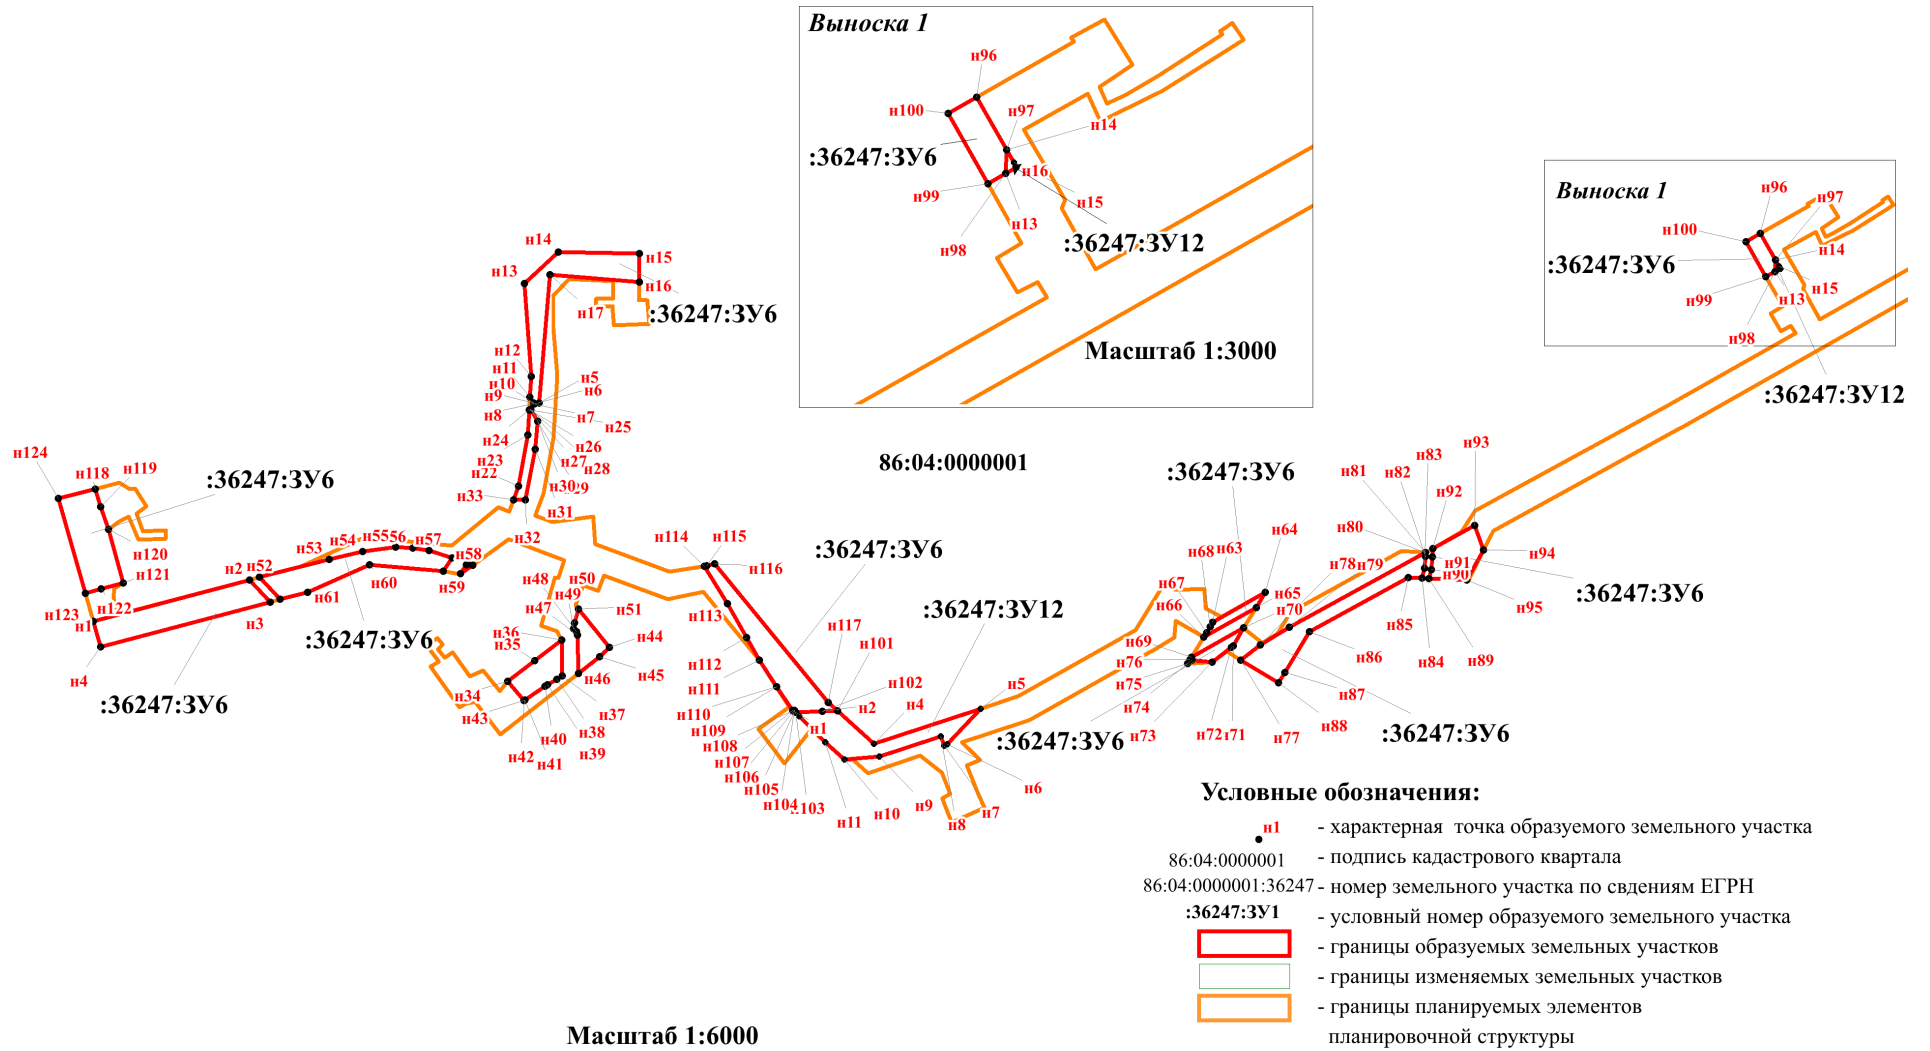 Выноска 1
н96
н100
н97
н14
:36247:ЗУ6
н16
н99
н15
н13
н98
:36247:ЗУ12
Масштаб 1:3000
Выноска 1
н96
н97
н100
н14
:36247:ЗУ6
н15
н99
н13
н98
:36247:ЗУ12
н14
н13
н15
н16
н17
:36247:ЗУ6
н12
н11
н10
н9
н8
н5
н6
н7
н25
н24
н26
н23
н27
н22
н28
н33
н30
н31
н32
н124
н118
н119
:36247:ЗУ6
н120
н121
н122
н123
н1
н2
н52
н53
н54
н55
56
н57
н58
н59
н60
н61
н3
н4
:36247:ЗУ6
:36247:ЗУ6
н48
н50
н49
н47
н51
н36
н35
н44
н34
н45
н46
н43
н37
н38
н42
н40
н41
н39
86:04:0000001
н114
н115
н116
:36247:ЗУ6
:36247:ЗУ12
н113
н117
н101
н112
н111
н102
н110
н2
н4
н5
н109
н1
н108
н107
н106
н105
н104
103
н11
н10
н9
н8
н7
н6
:36247:ЗУ6
:36247:ЗУ6
н64
н68
н63
н67
н66
н65
н70
н78
н79
н69
н76
н75
н74
н73
н72
71
н77
н88
н87
н86
н81
н82
н83
н93
н92
н80
н91
н90
н94
н95
н85
н84
н89
:36247:ЗУ6
:36247:ЗУ6
Условные обозначения:
н1 - характерная точка образуемого земельного участка
86:04:0000001 - подпись кадастрового квартала
86:04:0000001:36247 - номер земельного участка по свдениям ЕГРН
:36247:ЗУ1 - условный номер образуемого земельного участка
- границы образуемых земельных участков
- границы изменяемых земельных участков
- границы планируемых элементов
планировочной структуры
Масштаб 1:6000